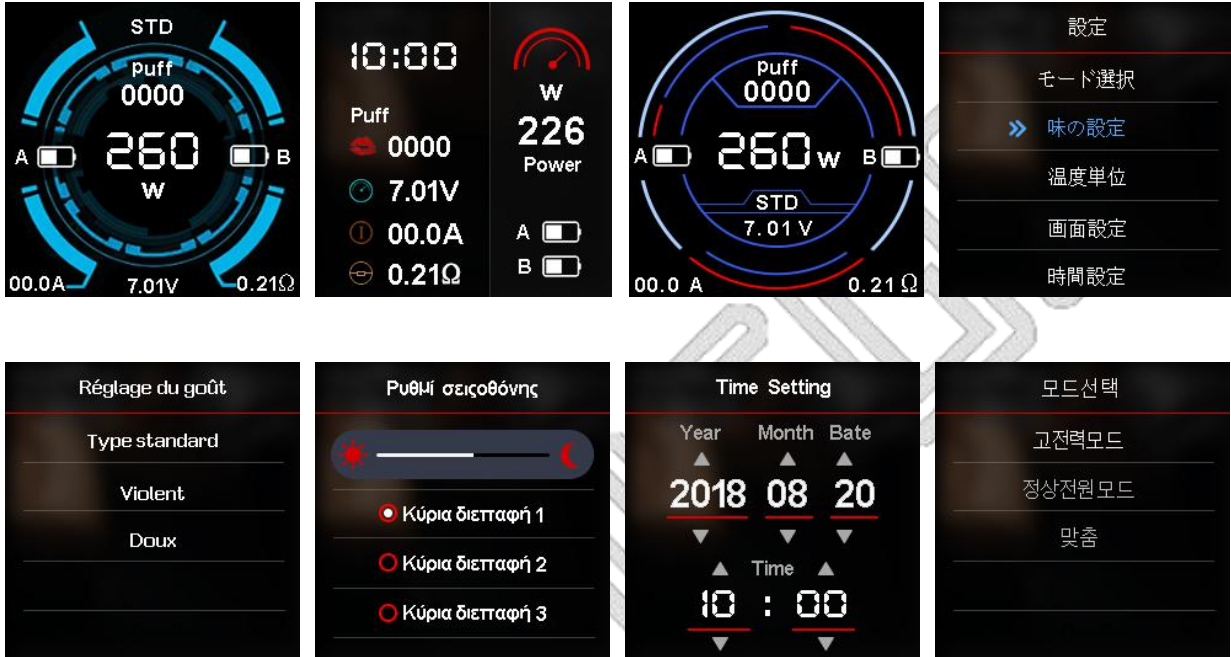 STD
puff
0000
A 260 B
W
00.0A 7.01V 0.21Ω
10:00
Puff
0000
7.01V
00.0A
0.21Ω
W
226
Power
A
B
puff
0000
A 260 W B
STD
7.01 V
00.0 A 0.21 Ω
設定
モード選択
» 味の設定
温度単位
画面設定
時間設定
Réglage du goût
Type standard
Violent
Doux
Ρυθμί σειςοθόνης
Κύρια διεπαφή 1
Κύρια διεπαφή 2
Κύρια διεπαφή 3
Time Setting
Year Month Bate
2018 08 20
Time
10 : 00
모드선택
고전력모드
정상전원모드
맞춤